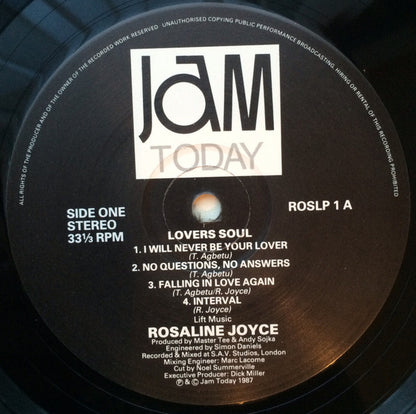 ALL RIGHTS OF THE PRODUCER AND OF THE OWNER OF THE RECORDED WORK RESERVED · UNAUTHORISED COPYING PUBLIC PERFORMANCE BROADCASTING, HIRING OR RENTAL OF THIS RECORDING PROHIBITED
JAM
TODAY
SIDE ONE
STEREO
33⅓ RPM
ROSLP 1 A
LOVERS SOUL
1. I WILL NEVER BE YOUR LOVER
(T. Agbetu)
2. NO QUESTIONS, NO ANSWERS
(T. Agbetu)
3. FALLING IN LOVE AGAIN
(T. Agbetu/R. Joyce)
4. INTERVAL
(R. Joyce)
Lift Music
ROSALINE JOYCE
Produced by Master Tee & Andy Sojka
Engineered by Simon Daniels
Recorded & Mixed at S.A.V. Studios, London
Mixing Engineer: Marc Lacome
Cut by Noel Summerville
Executive Producer: Dick Miller
℗ & © Jam Today 1987